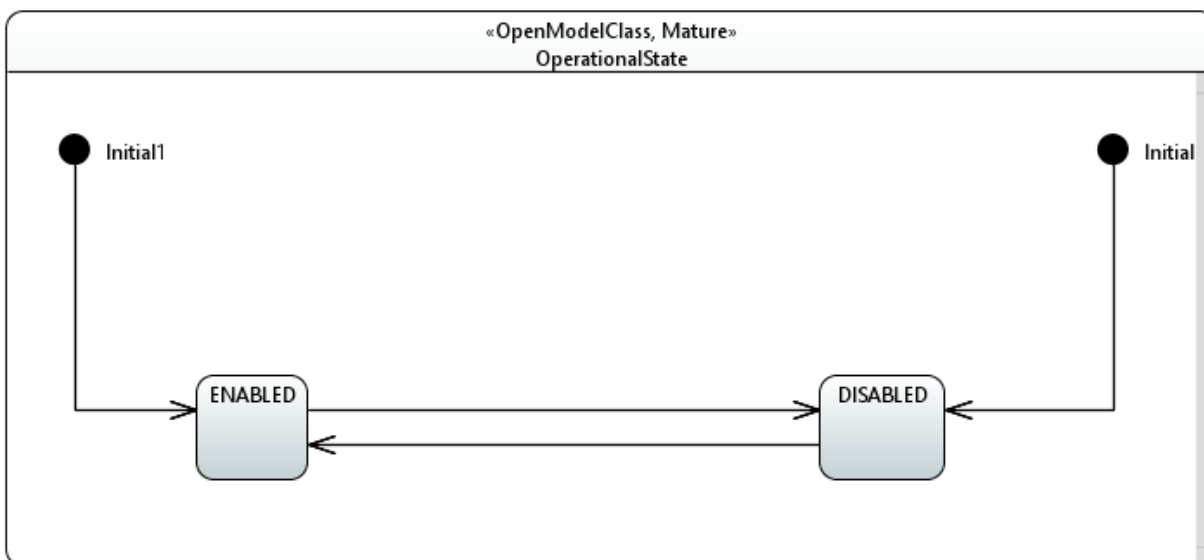 «OpenModelClass, Mature»
OperationalState
Initial1
Initial
ENABLED
DISABLED